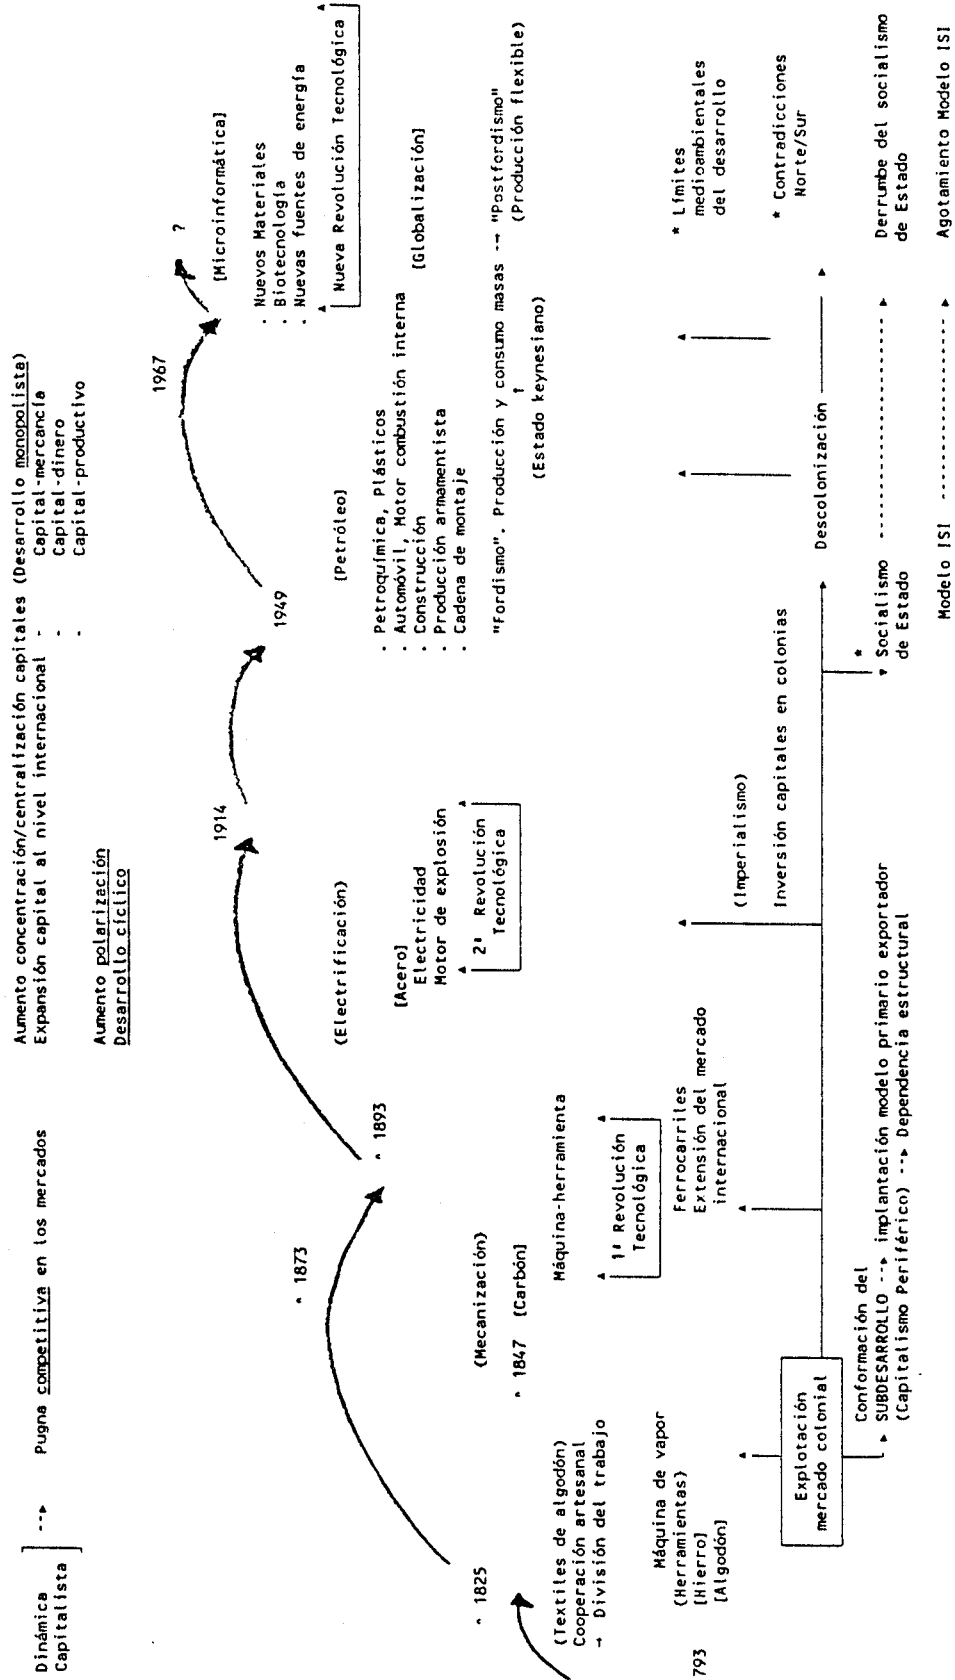 Dinámica
Capitalista
-->
Pugna competitiva en los mercados
Aumento concentración/centralización capitales (Desarrollo monopolista)
Expansión capital al nivel internacional - Capital-mercancía
- Capital-dinero
- Capital-productivo
Aumento polarización
Desarrollo cíclico
793
^ 1825
^ 1873
^ 1893
1914
1949
1967
?
(Textiles de algodón)
Cooperación artesanal
→ División del trabajo
Máquina de vapor
(Herramientas)
[Hierro]
[Algodón]
(Mecanización)
^ 1847 [Carbón]
Máquina-herramienta
1ª Revolución
Tecnológica
Ferrocarriles
Extensión del mercado
internacional
(Electrificación)
[Acero]
Electricidad
Motor de explosión
2ª Revolución
Tecnológica
[Petróleo]
. Petroquímica, Plásticos
. Automóvil, Motor combustión interna
. Construcción
. Producción armamentista
. Cadena de montaje
[Globalización]
"Fordismo". Producción y consumo masas --> "Postfordismo"
↑
(Producción flexible)
(Estado keynesiano)
[Microinformática]
. Nuevos Materiales
. Biotecnología
. Nuevas fuentes de energía
Nueva Revolución Tecnológica
(Imperialismo)
Inversión capitales en colonias
* Límites
medioambientales
del desarrollo
* Contradicciones
Norte/Sur
Explotación
mercado colonial
Descolonización
Conformación del
SUBDESARROLLO --> implantación modelo primario exportador
(Capitalismo Periférico) --> Dependencia estructural
*
Socialismo
de Estado
Derrumbe del socialismo
de Estado
Modelo ISI
Agotamiento Modelo ISI